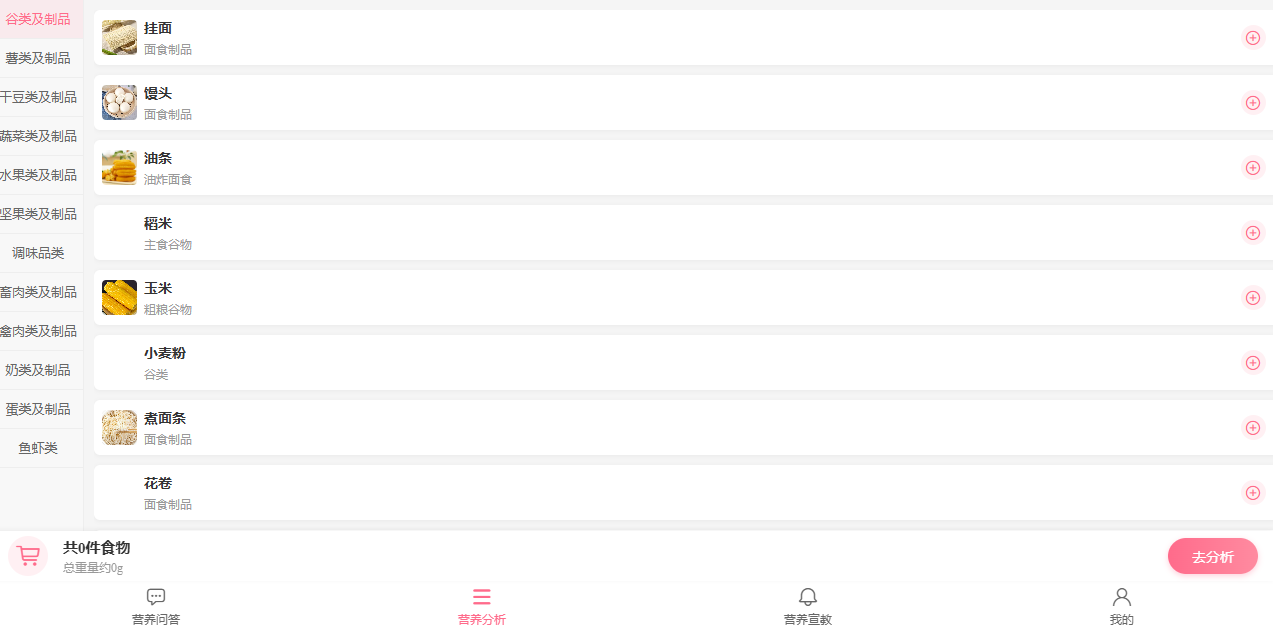 谷类及制品
薯类及制品
干豆类及制品
蔬菜类及制品
水果类及制品
坚果类及制品
调味品类
畜肉类及制品
禽肉类及制品
奶类及制品
蛋类及制品
鱼虾类
挂面
面食制品
馒头
面食制品
油条
油炸面食
稻米
主食谷物
玉米
粗粮谷物
小麦粉
谷类
煮面条
面食制品
花卷
面食制品
共0件食物
总重量约0g
去分析
营养问答
营养分析
营养宣教
我的